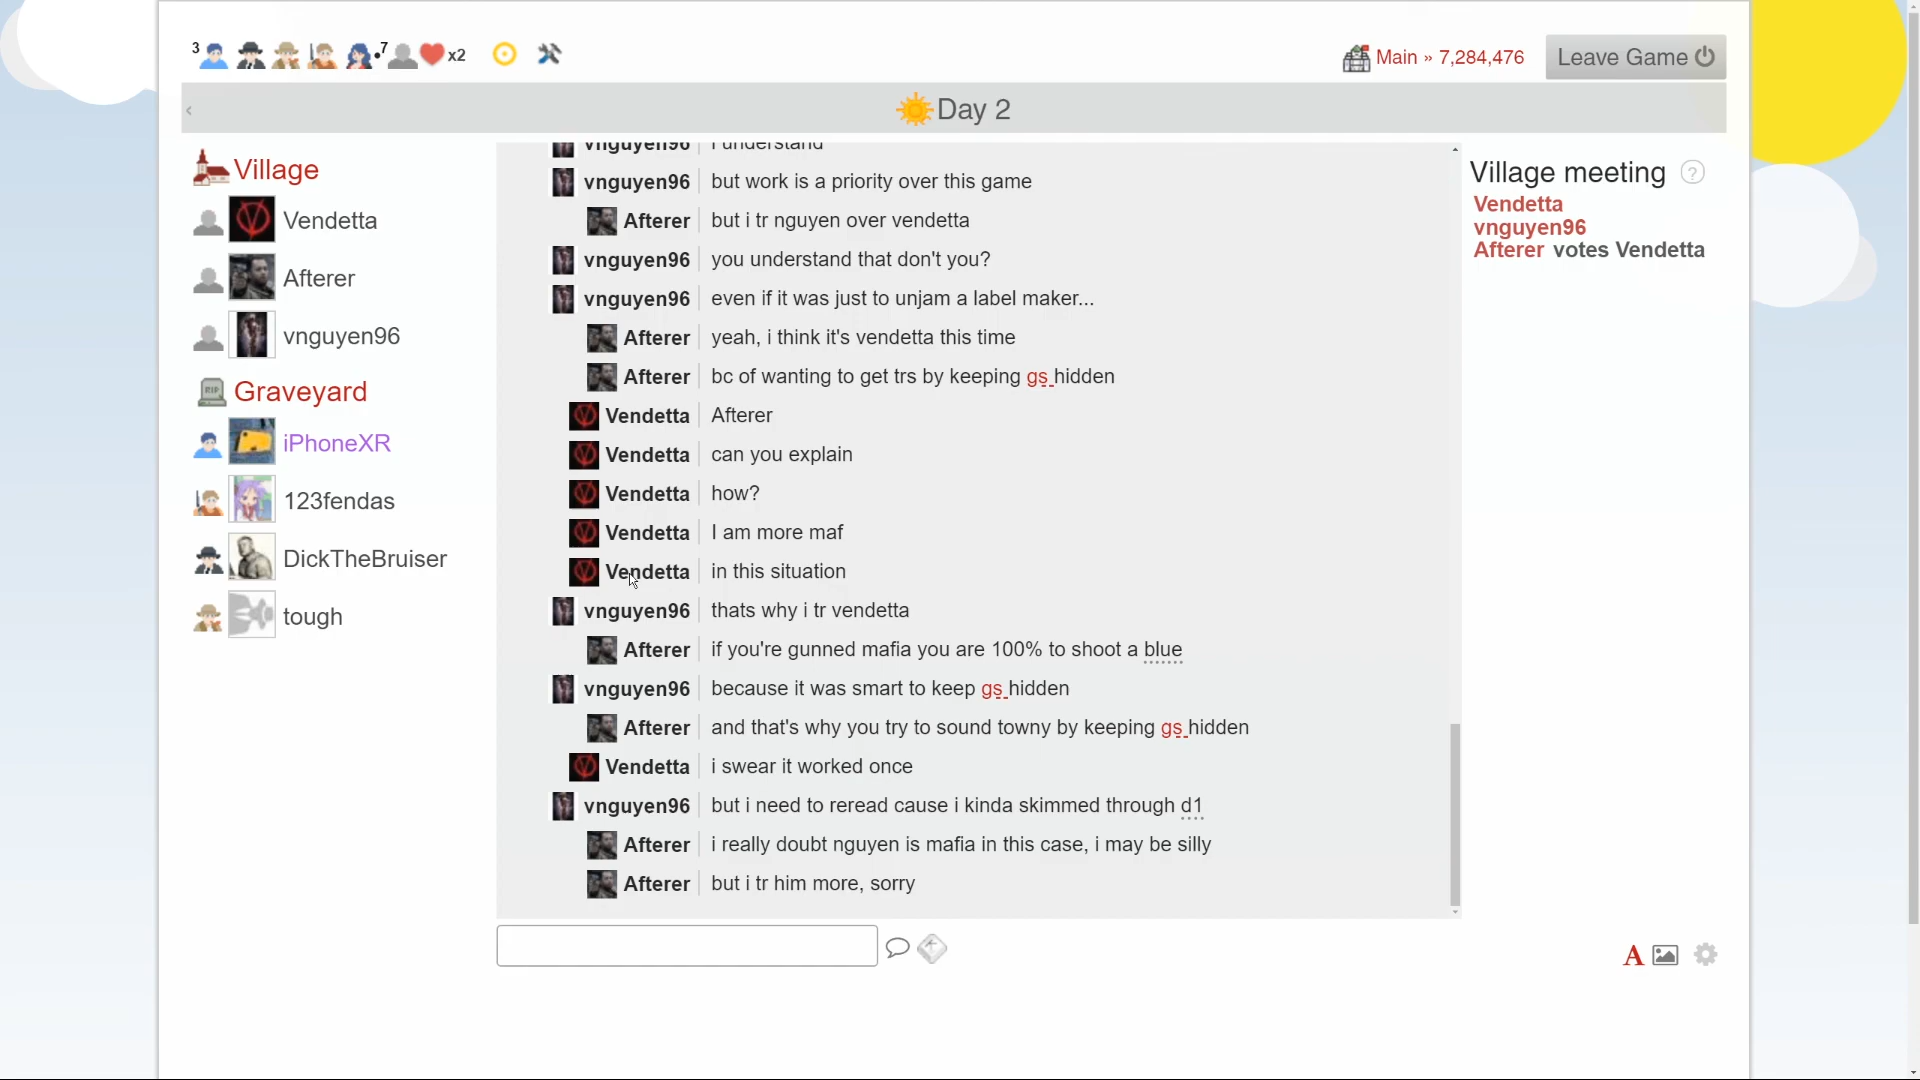 3
7
x2
Main » 7,284,476
Leave Game
Day 2
Village
Vendetta
Afterer
vnguyen96
Graveyard
RIP
iPhoneXR
123fendas
DickTheBruiser
tough
vnguyen96 i understand
vnguyen96 but work is a priority over this game
Afterer but i tr nguyen over vendetta
vnguyen96 you understand that don't you?
vnguyen96 even if it was just to unjam a label maker...
Afterer yeah, i think it's vendetta this time
Afterer bc of wanting to get trs by keeping gs hidden
Vendetta Afterer
Vendetta can you explain
Vendetta how?
Vendetta I am more maf
Vendetta in this situation
vnguyen96 thats why i tr vendetta
Afterer if you're gunned mafia you are 100% to shoot a blue
vnguyen96 because it was smart to keep gs hidden
Afterer and that's why you try to sound towny by keeping gs hidden
Vendetta i swear it worked once
vnguyen96 but i need to reread cause i kinda skimmed through d1
Afterer i really doubt nguyen is mafia in this case, i may be silly
Afterer but i tr him more, sorry
Village meeting ?
Vendetta
vnguyen96
Afterer votes Vendetta
A